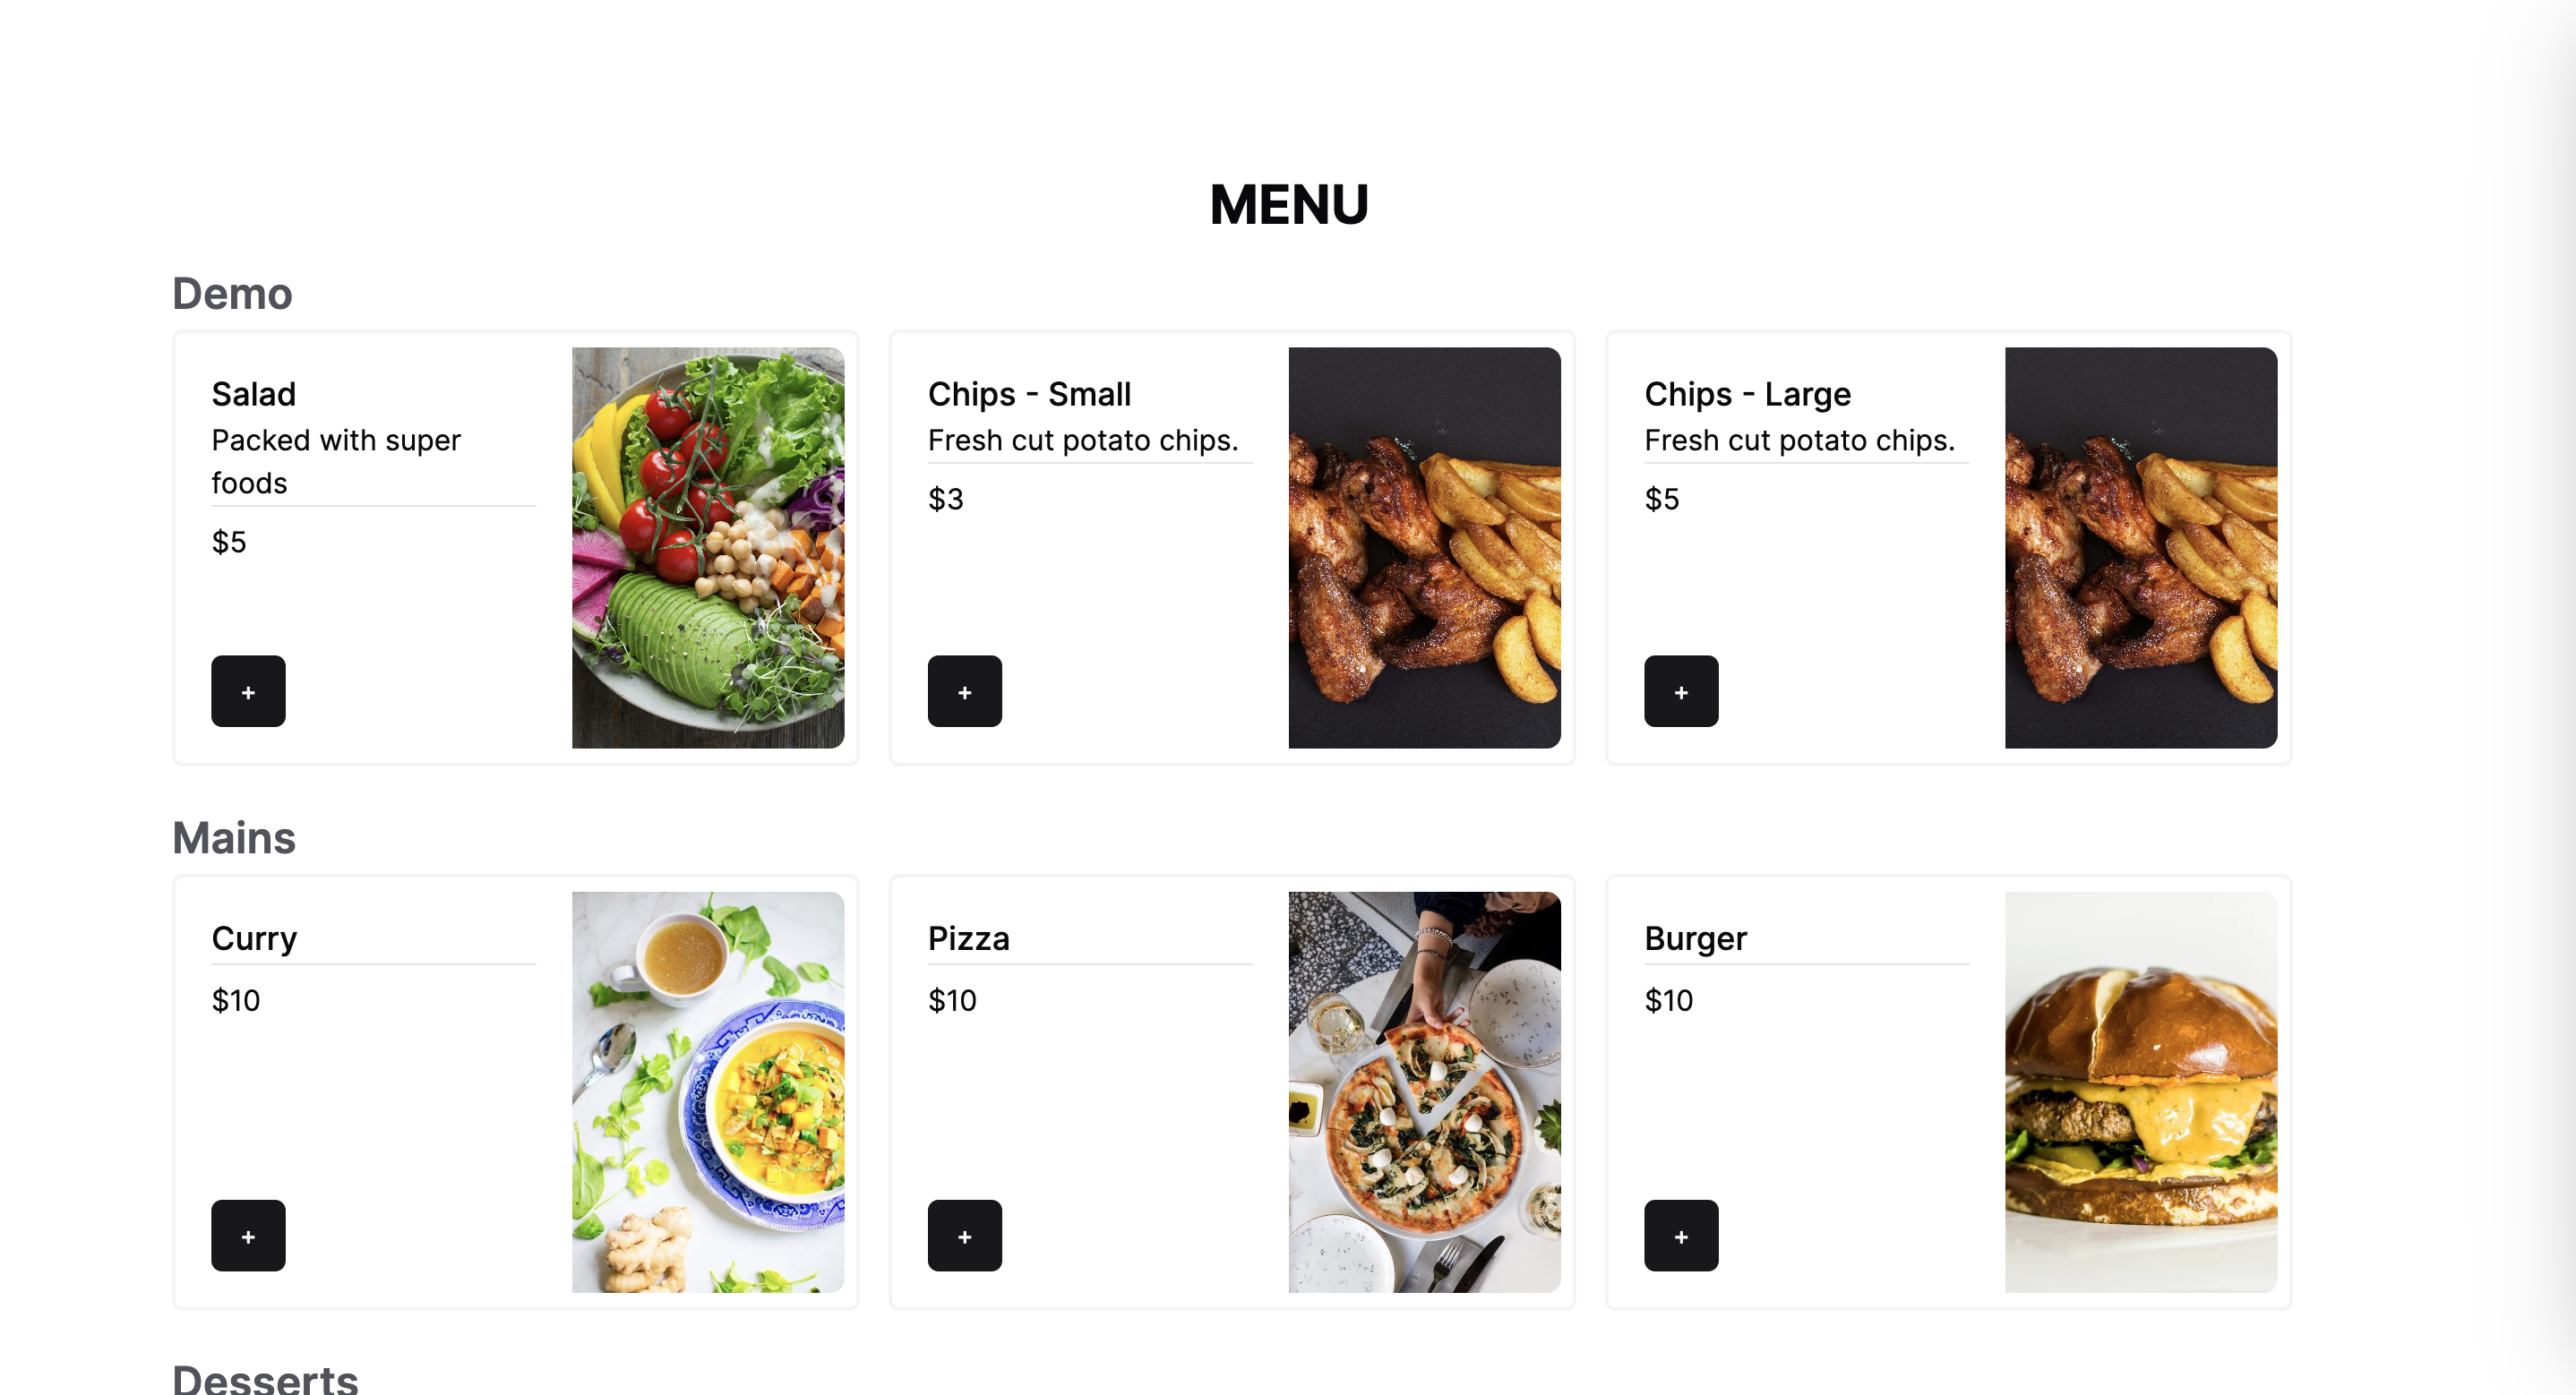 MENU
Demo
Salad
Packed with super
foods
$5
+
Chips - Small
Fresh cut potato chips.
$3
+
Chips - Large
Fresh cut potato chips.
$5
+
Mains
Curry
$10
+
Pizza
$10
+
Burger
$10
+
Desserts